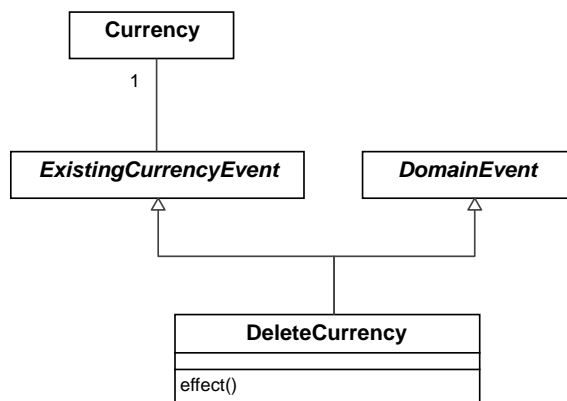 Currency
1
ExistingCurrencyEvent
DomainEvent
DeleteCurrency
effect()